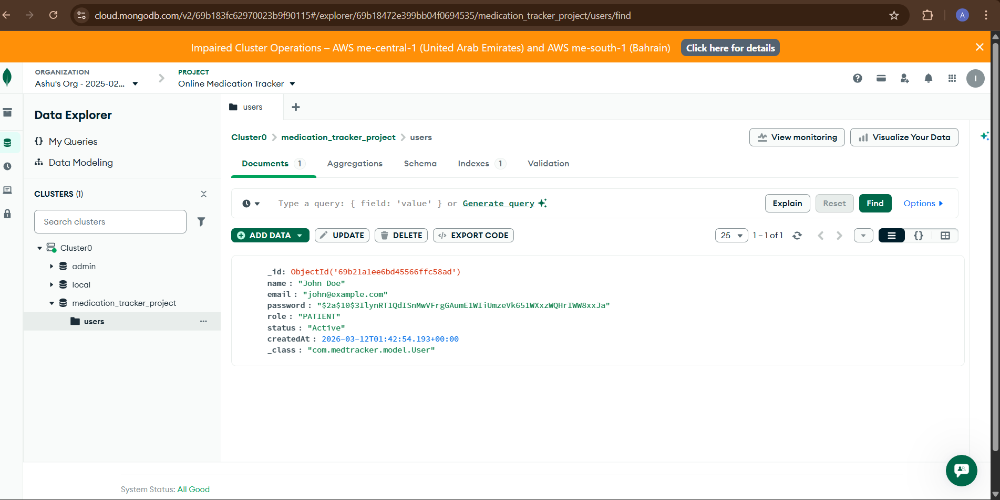 cloud.mongodb.com/v2/69b183fc62970023b9f90115#/explorer/69b18472e399bb04f0694535/medication_tracker_project/users/find
A
Impaired Cluster Operations – AWS me-central-1 (United Arab Emirates) and AWS me-south-1 (Bahrain) Click here for details
ORGANIZATION
Ashu's Org - 2025-02...
PROJECT
Online Medication Tracker
I
Data Explorer
My Queries
Data Modeling
CLUSTERS (1)
Search clusters
Cluster0
admin
local
medication_tracker_project
users
users
Cluster0 > medication_tracker_project > users
View monitoring
Visualize Your Data
Documents 1 Aggregations Schema Indexes 1 Validation
Type a query: { field: 'value' } or Generate query
Explain Reset Find Options
ADD DATA UPDATE DELETE EXPORT CODE
25 1 – 1 of 1
_id: ObjectId('69b21a1ee6bd45566ffc58ad')
name : "John Doe"
email : "john@example.com"
password : "$2a$10$3IlynRT1QdISnMwVFrgGAumE1WIiUmzeVk651WXxzWQHrIWW8xxJa"
role : "PATIENT"
status : "Active"
createdAt : 2026-03-12T01:42:54.193+00:00
_class : "com.medtracker.model.User"
System Status: All Good